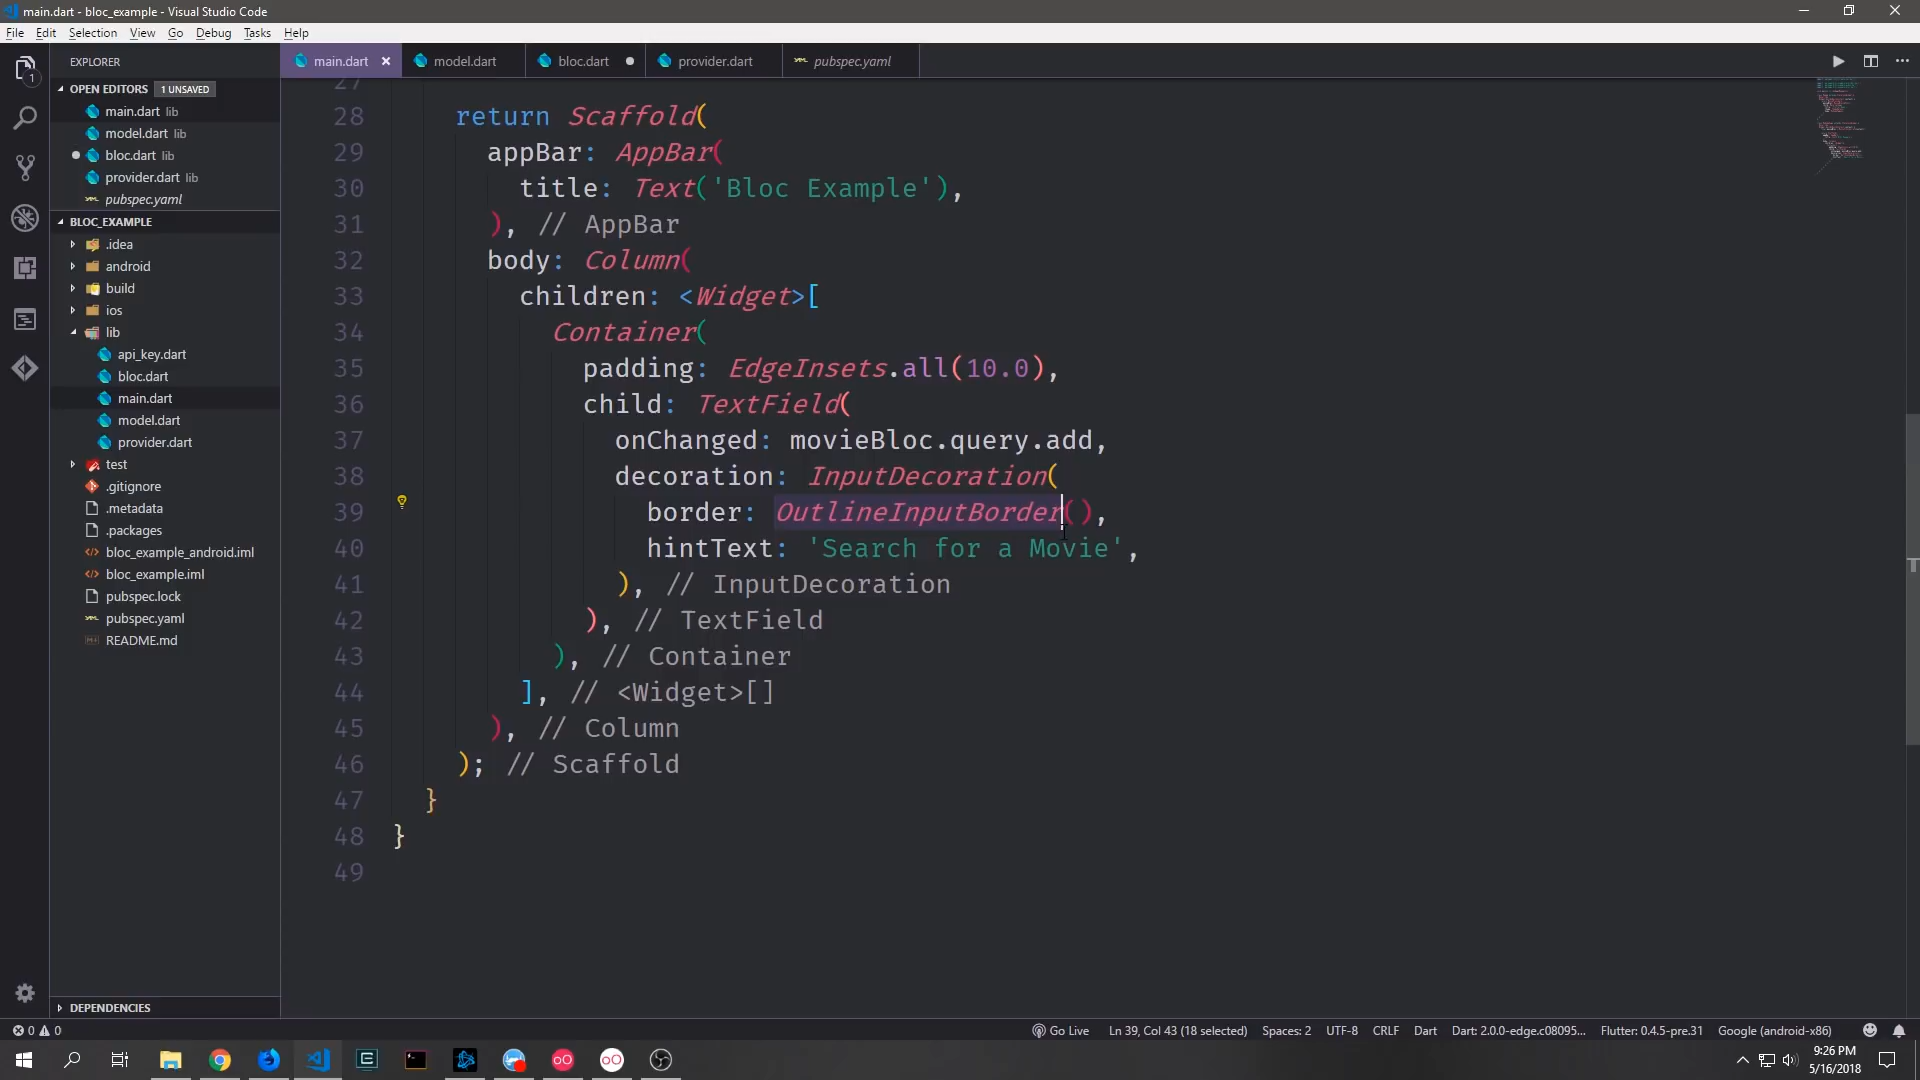 main.dart - bloc_example - Visual Studio Code
File Edit Selection View Go Debug Tasks Help
EXPLORER
main.dart × model.dart bloc.dart provider.dart pubspec.yaml
1
OPEN EDITORS 1 UNSAVED
main.dart lib
model.dart lib
bloc.dart lib
provider.dart lib
pubspec.yaml
BLOC_EXAMPLE
.idea
android
build
ios
lib
api_key.dart
bloc.dart
main.dart
model.dart
provider.dart
test
.gitignore
.metadata
.packages
bloc_example_android.iml
bloc_example.iml
pubspec.lock
pubspec.yaml
README.md
DEPENDENCIES
27
28 return Scaffold(
29 appBar: AppBar(
30 title: Text('Bloc Example'),
31 ), // AppBar
32 body: Column(
33 children: <Widget>[
34 Container(
35 padding: EdgeInsets.all(10.0),
36 child: TextField(
37 onChanged: movieBloc.query.add,
38 decoration: InputDecoration(
39 border: OutlineInputBorder(),
40 hintText: 'Search for a Movie',
41 ), // InputDecoration
42 ), // TextField
43 ), // Container
44 ], // <Widget>[]
45 ), // Column
46 ); // Scaffold
47 }
48 }
49
0 0 Go Live Ln 39, Col 43 (18 selected) Spaces: 2 UTF-8 CRLF Dart Dart: 2.0.0-edge.c08095... Flutter: 0.4.5-pre.31 Google (android-x86)
9:26 PM
5/16/2018